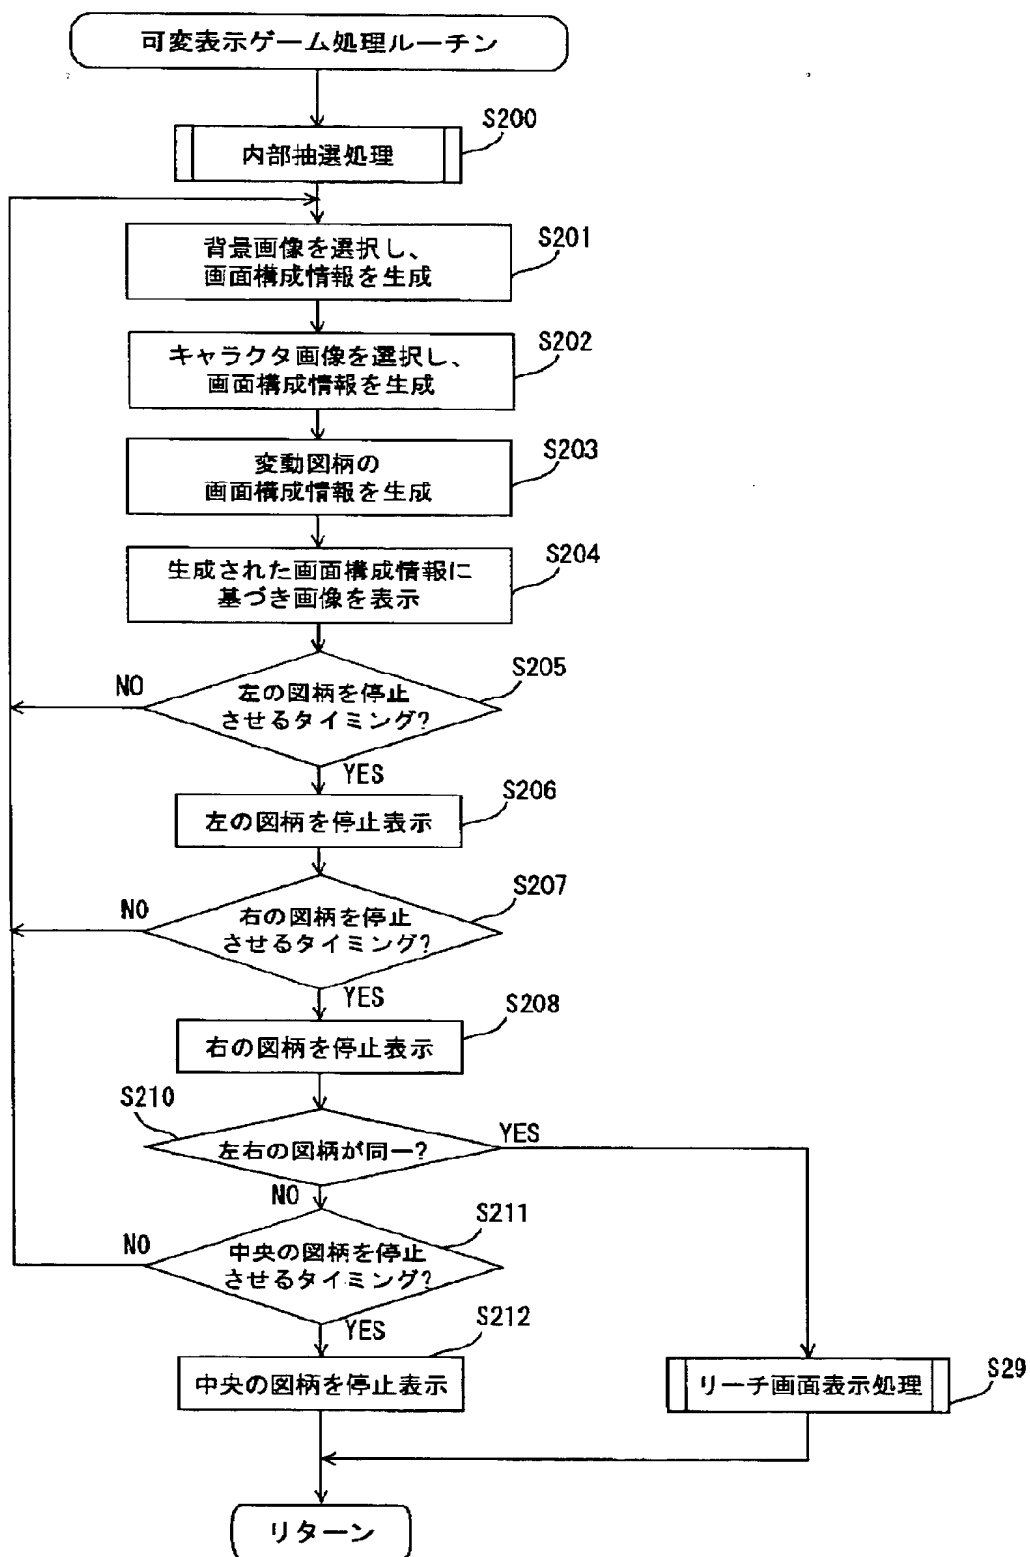 可変表示ゲーム処理ルーチン
S200
内部抽選処理
S201
背景画像を選択し、
画面構成情報を生成
S202
キャラクタ画像を選択し、
画面構成情報を生成
S203
変動図柄の
画面構成情報を生成
S204
生成された画面構成情報に
基づき画像を表示
S205
NO
左の図柄を停止
させるタイミング?
YES
S206
左の図柄を停止表示
S207
NO
右の図柄を停止
させるタイミング?
YES
S208
右の図柄を停止表示
S210
左右の図柄が同一?
YES
NO
S211
NO
中央の図柄を停止
させるタイミング?
YES
S212
中央の図柄を停止表示
リーチ画面表示処理
S29
リターン